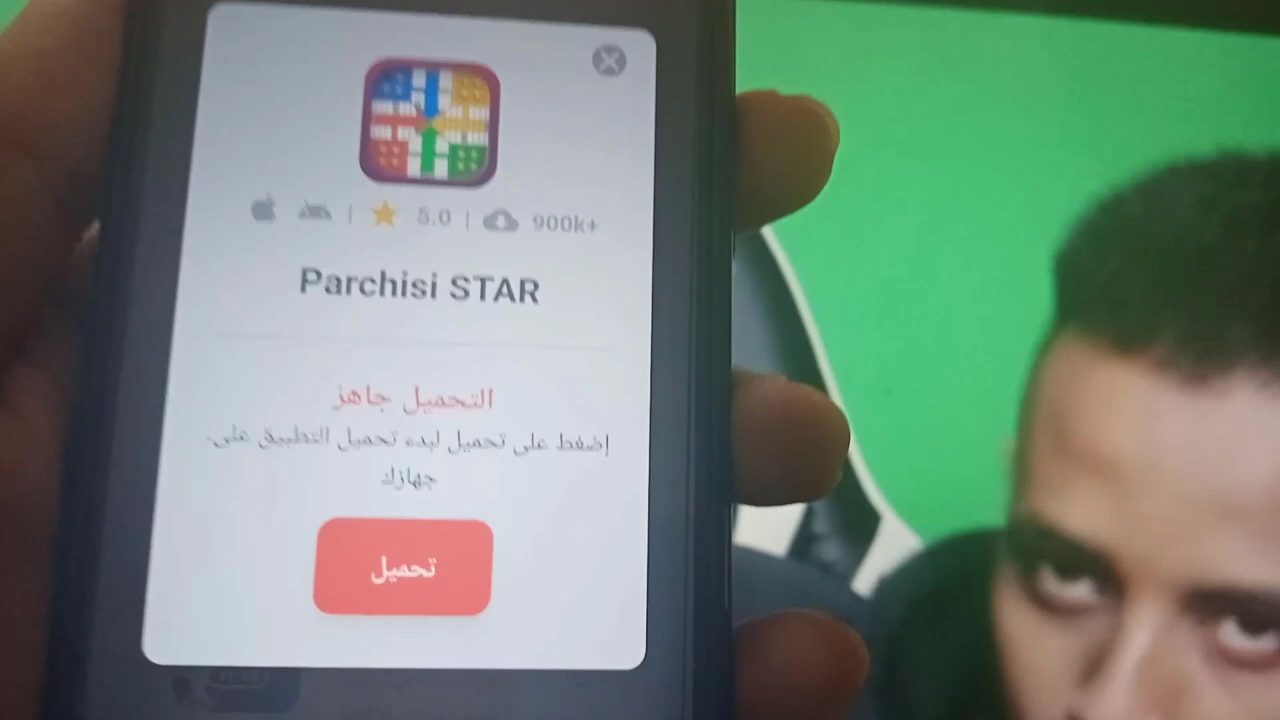 | 5.0 | 900k+
Parchisi STAR
التحميل جاهز
إضغط على تحميل لبدء تحميل التطبيق على
جهازك
تحميل